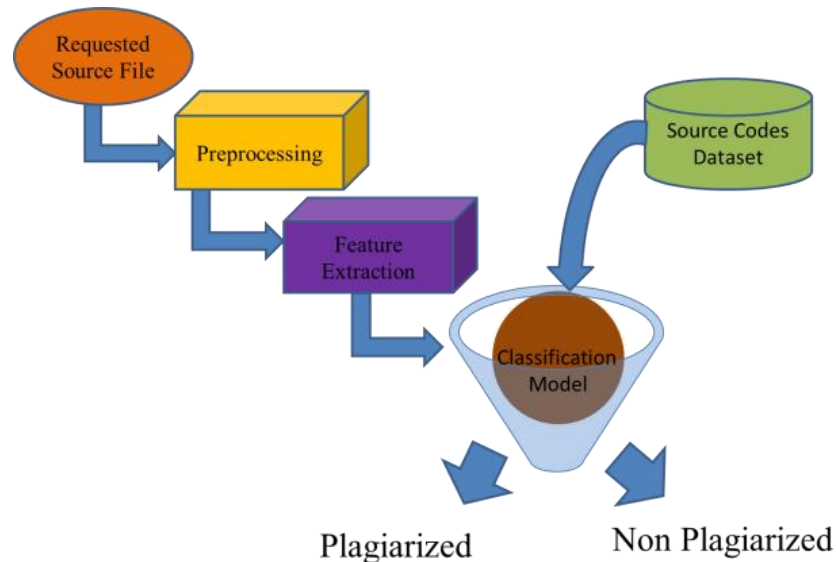 Requested
Source File
Preprocessing
Source Codes
Dataset
Feature
Extraction
Classification
Model
Plagiarized
Non Plagiarized